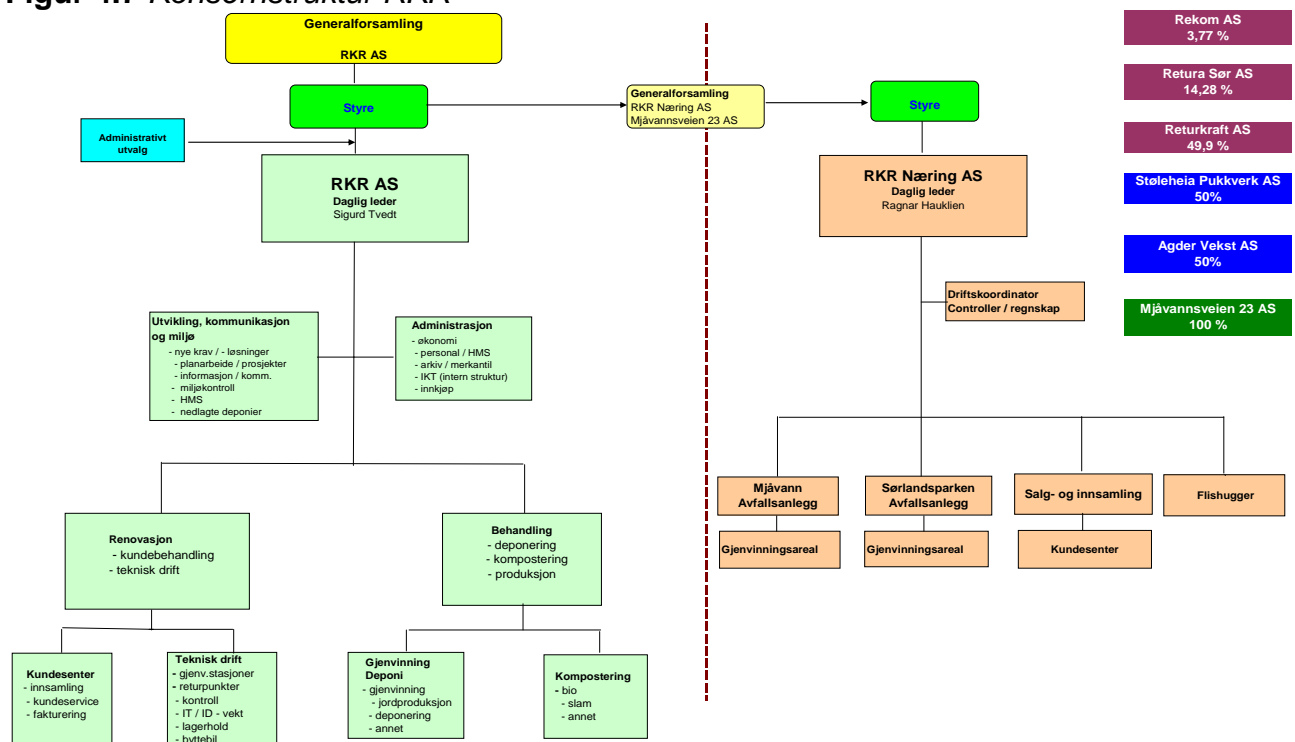 Generalforsamling
RKR AS
Styre
Administrativt
utvalg
RKR AS
Daglig leder
Sigurd Tvedt
Utvikling, kommunikasjon
og miljø
- nye krav / - løsninger
- planarbeide / prosjekter
- informasjon / komm.
- miljøkontroll
- HMS
- nedlagte deponier
Administrasjon
- økonomi
- personal / HMS
- arkiv / merkantil
- IKT (intern struktur)
- innkjøp
Renovasjon
- kundebehandling
- teknisk drift
Behandling
- deponering
- kompostering
- produksjon
Kundesenter
- innsamling
- kundeservice
- fakturering
Teknisk drift
- gjenv.stasjoner
- returpunkter
- kontroll
- IT / ID - vekt
- lagerhold
- byttebil
Gjenvinning
Deponi
- gjenvinning
- jordproduksjon
- deponering
- annet
Kompostering
- bio
- slam
- annet
Generalforsamling
RKR Næring AS
Mjåvannsveien 23 AS
Styre
RKR Næring AS
Daglig leder
Ragnar Hauklien
Driftskoordinator
Controller / regnskap
Mjåvann
Avfallsanlegg
Gjenvinningsareal
Sørlandsparken
Avfallsanlegg
Gjenvinningsareal
Salg- og innsamling
Kundesenter
Flishugger
Rekom AS
3,77 %
Retura Sør AS
14,28 %
Returkraft AS
49,9 %
Støleheia Pukkverk AS
50%
Agder Vekst AS
50%
Mjåvannsveien 23 AS
100 %